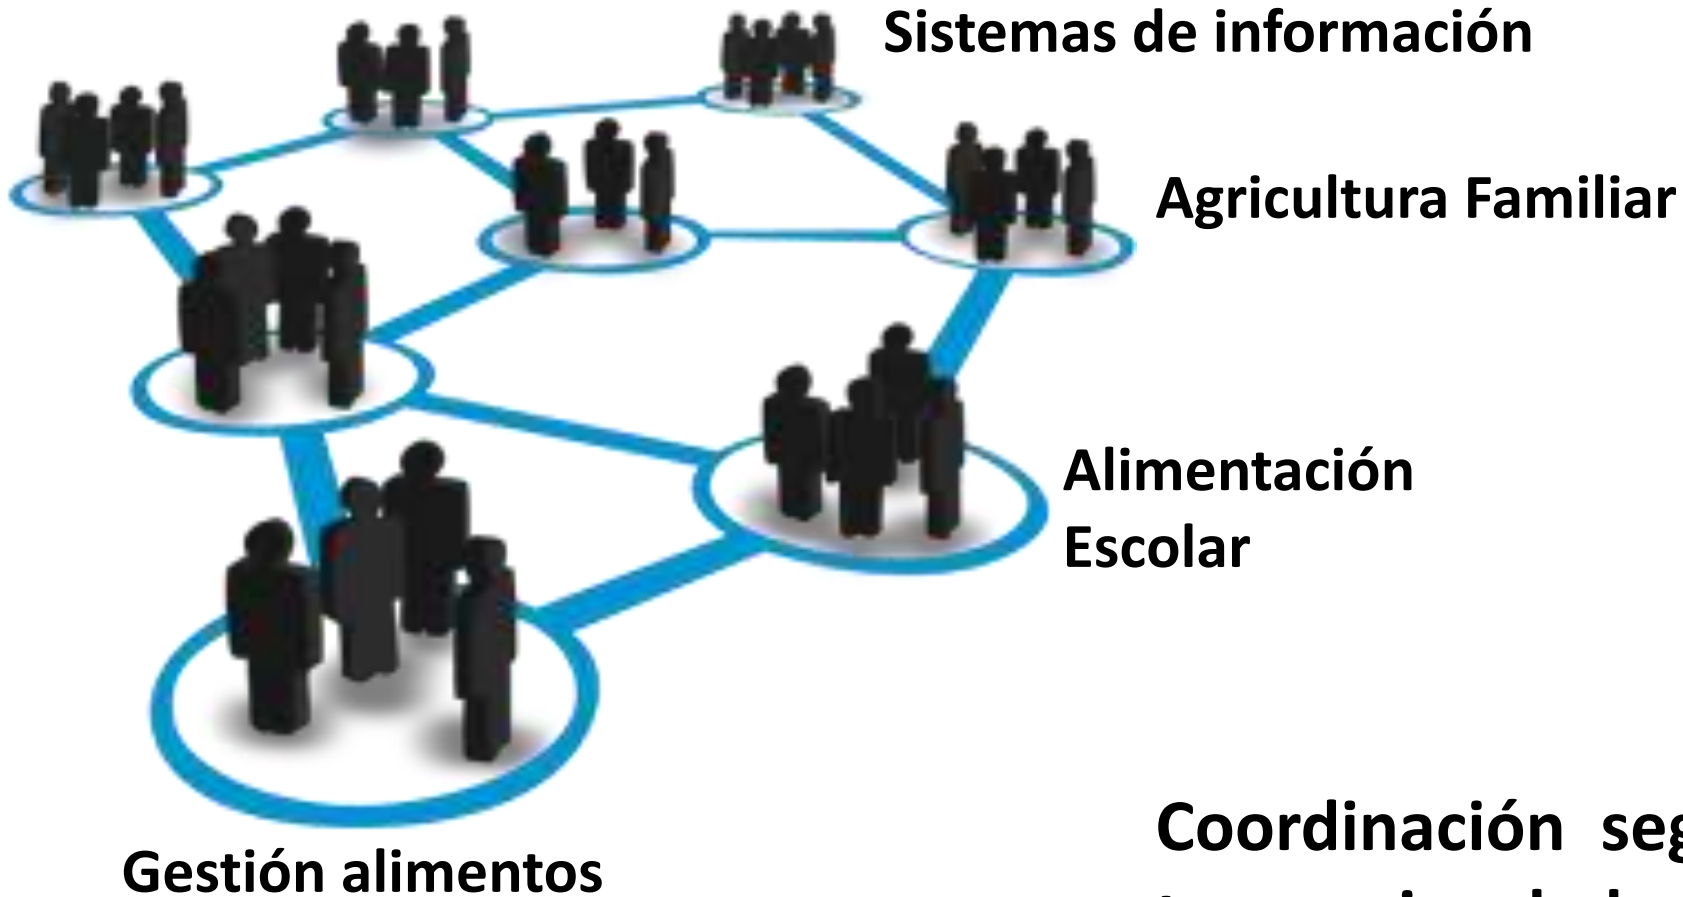 Sistemas de información
Agricultura Familiar
Alimentación
Escolar
Gestión alimentos
Coordinación